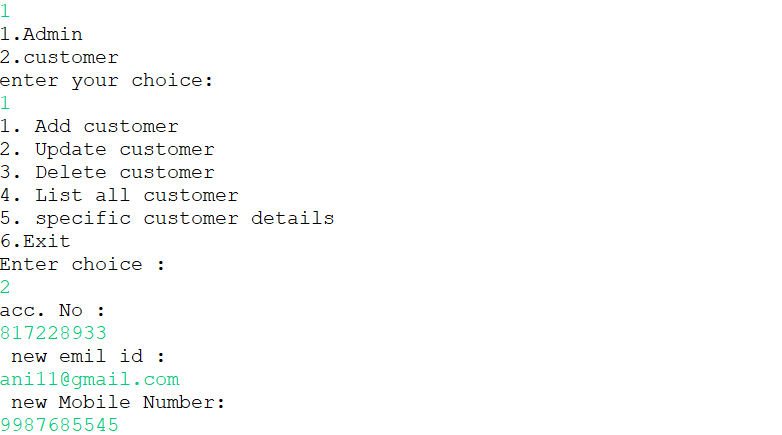 1
1.Admin
2.customer
enter your choice:
1
1. Add customer
2. Update customer
3. Delete customer
4. List all customer
5. specific customer details
6.Exit
Enter choice :
2
acc. No :
817228933
new emil id :
ani11@gmail.com
new Mobile Number:
9987685545